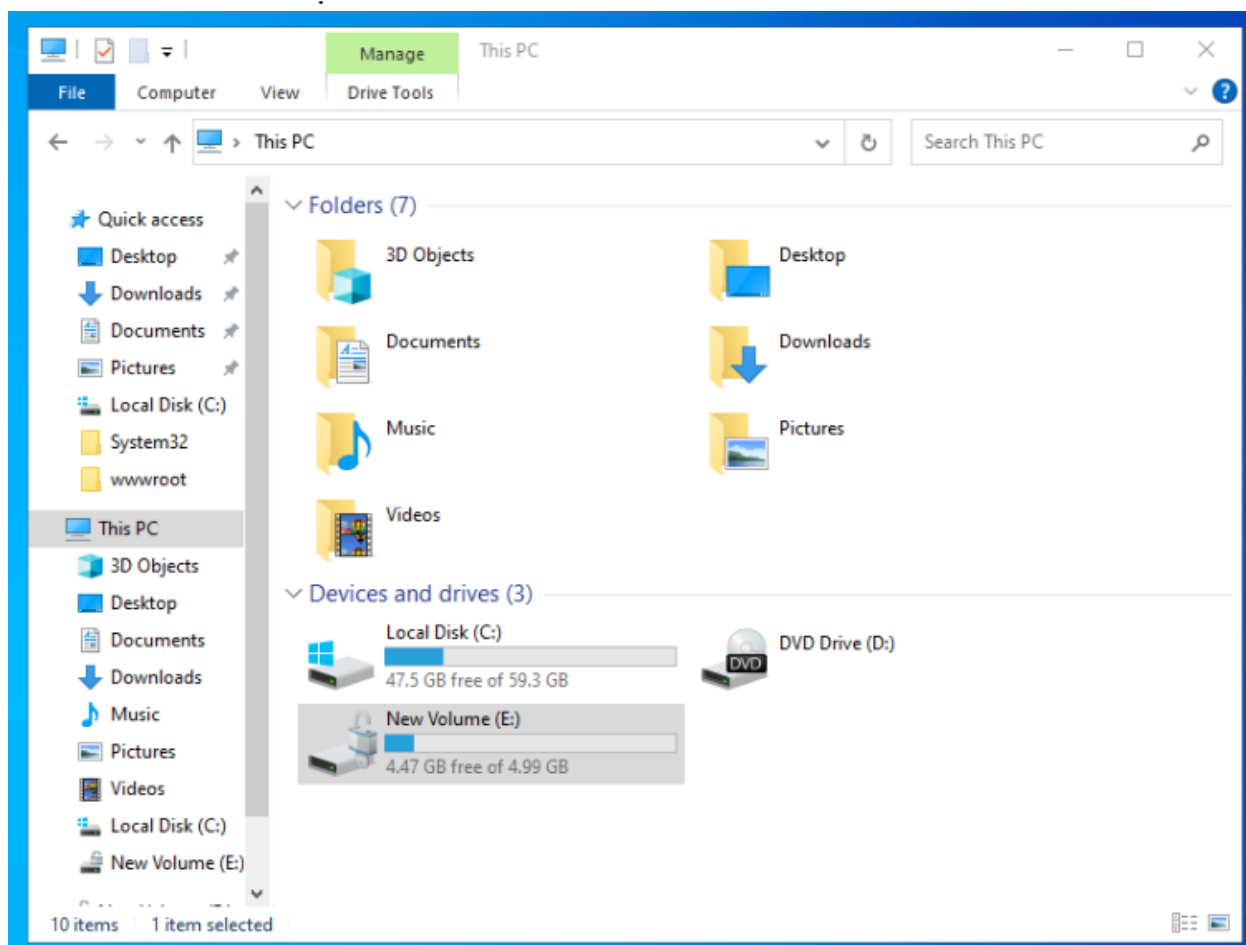 Manage
This PC
File
Computer
View
Drive Tools
This PC
Search This PC
Quick access
Desktop
Downloads
Documents
Pictures
Local Disk (C:)
System32
wwwroot
This PC
3D Objects
Desktop
Documents
Downloads
Music
Pictures
Videos
Local Disk (C:)
New Volume (E:)
Folders (7)
3D Objects
Desktop
Documents
Downloads
Music
Pictures
Videos
Devices and drives (3)
Local Disk (C:)
47.5 GB free of 59.3 GB
DVD Drive (D:)
DVD
New Volume (E:)
4.47 GB free of 4.99 GB
10 items
1 item selected